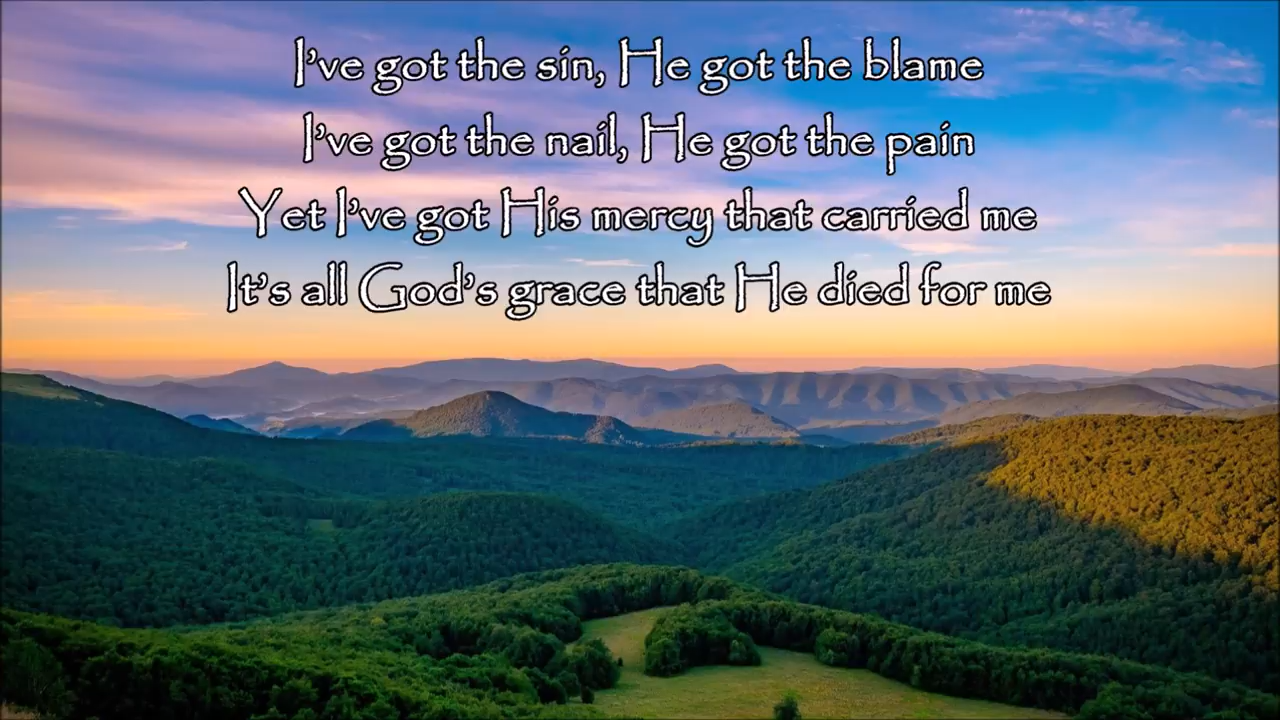 I've got the sin, He got the blame
I've got the nail, He got the pain
Yet I've got His mercy that carried me
It's all God's grace that He died for me